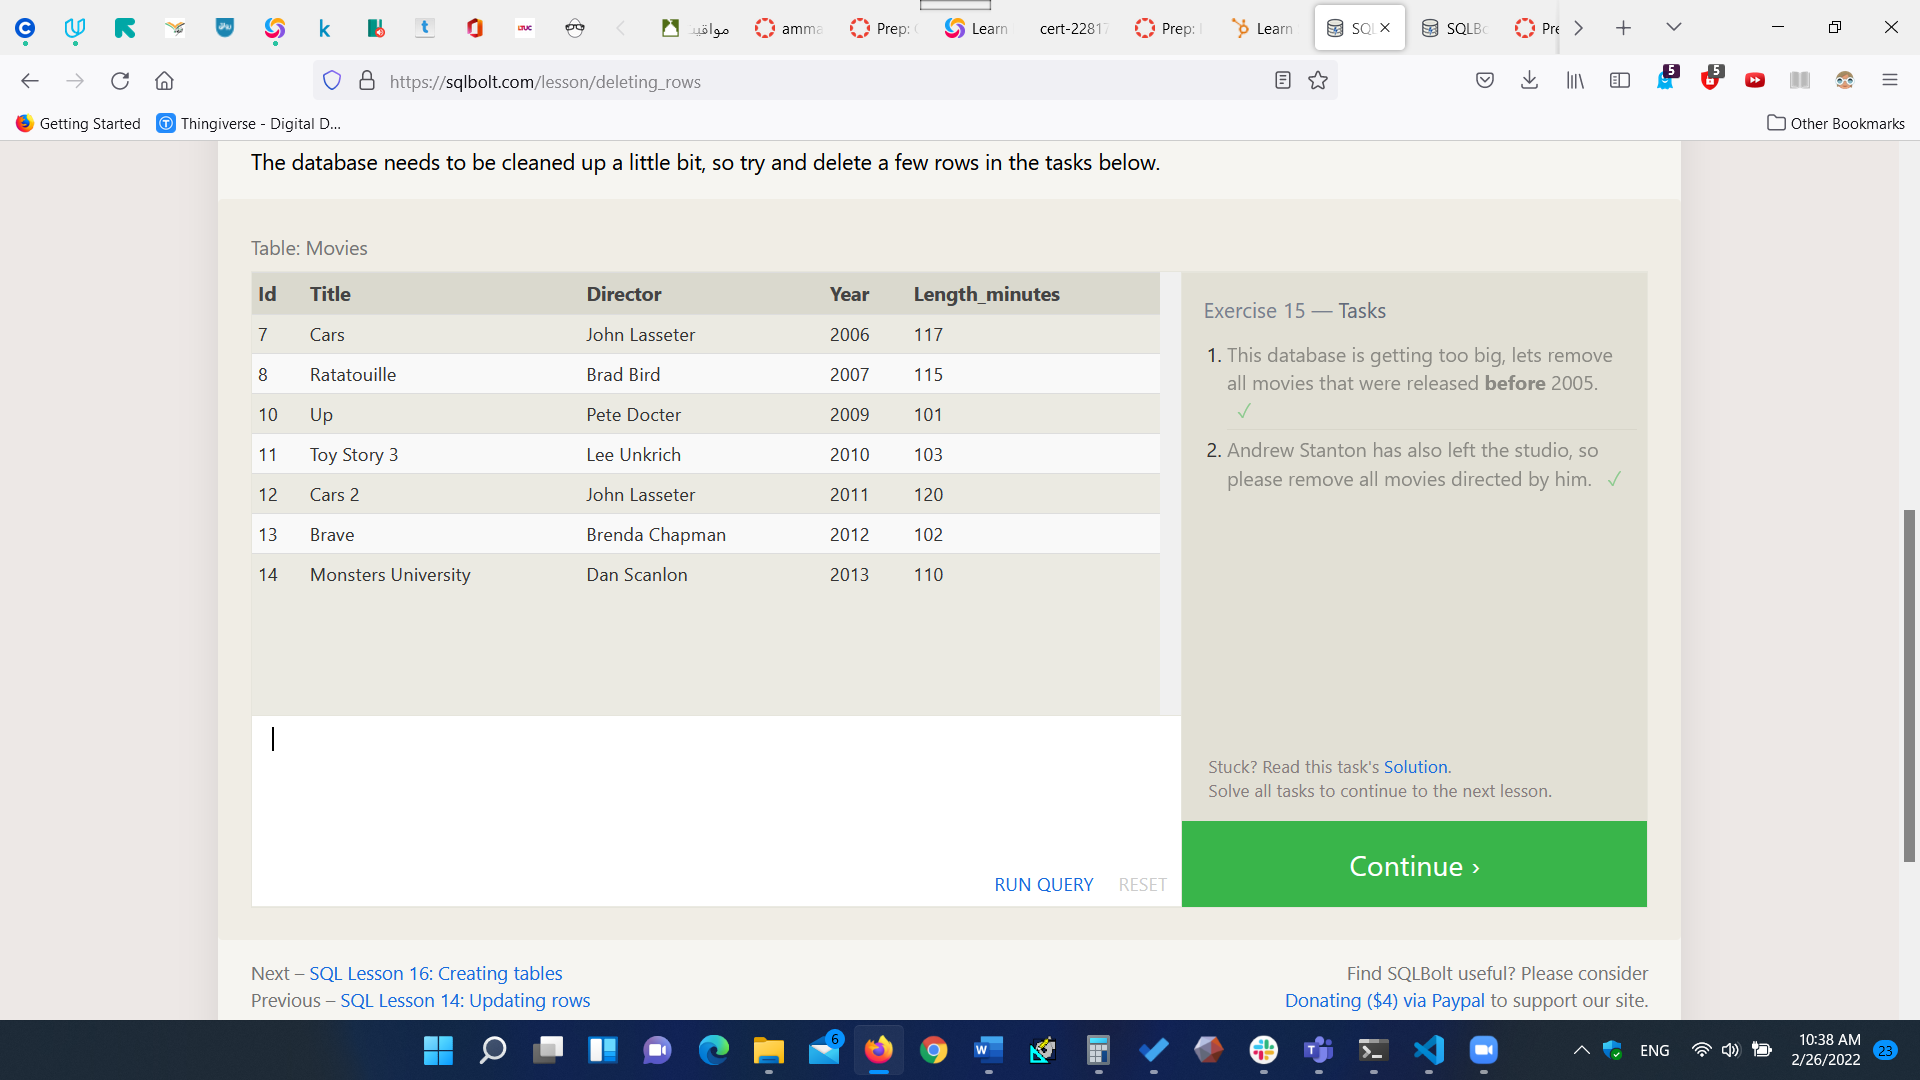 مواقيت
amma
Prep:
Learn
cert-22817
Prep:
Learn
SQL
SQLBo
Pre
https://sqlbolt.com/lesson/deleting_rows
5
5
Getting Started
Thingiverse - Digital D...
Other Bookmarks
The database needs to be cleaned up a little bit, so try and delete a few rows in the tasks below.
Table: Movies
Id Title Director Year Length_minutes
7 Cars John Lasseter 2006 117
8 Ratatouille Brad Bird 2007 115
10 Up Pete Docter 2009 101
11 Toy Story 3 Lee Unkrich 2010 103
12 Cars 2 John Lasseter 2011 120
13 Brave Brenda Chapman 2012 102
14 Monsters University Dan Scanlon 2013 110
RUN QUERY RESET
Exercise 15 — Tasks
1. This database is getting too big, lets remove
all movies that were released before 2005.
✓
2. Andrew Stanton has also left the studio, so
please remove all movies directed by him. ✓
Stuck? Read this task's Solution.
Solve all tasks to continue to the next lesson.
Continue ›
Next – SQL Lesson 16: Creating tables
Previous – SQL Lesson 14: Updating rows
Find SQLBolt useful? Please consider
Donating ($4) via Paypal to support our site.
6
ENG
10:38 AM
2/26/2022
23